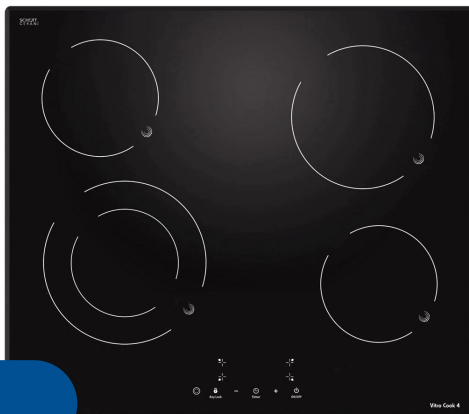 SCHOTT
CERAN
Key Lock
Timer
ON/OFF
Vitro Cook 4